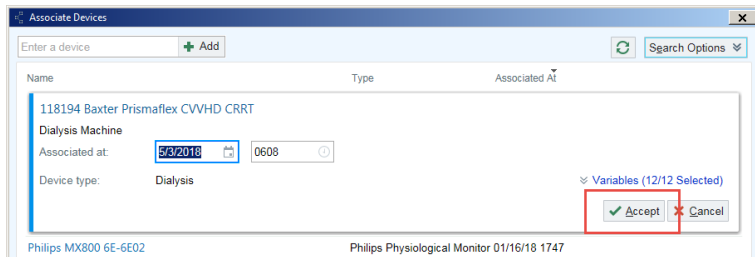 Associate Devices
Enter a device Add Search Options
Name Type Associated At
118194 Baxter Prismaflex CVVHD CRRT
Dialysis Machine
Associated at: 5/3/2018 0608
Device type: Dialysis Variables (12/12 Selected)
Accept Cancel
Philips MX800 6E-6E02 Philips Physiological Monitor 01/16/18 1747